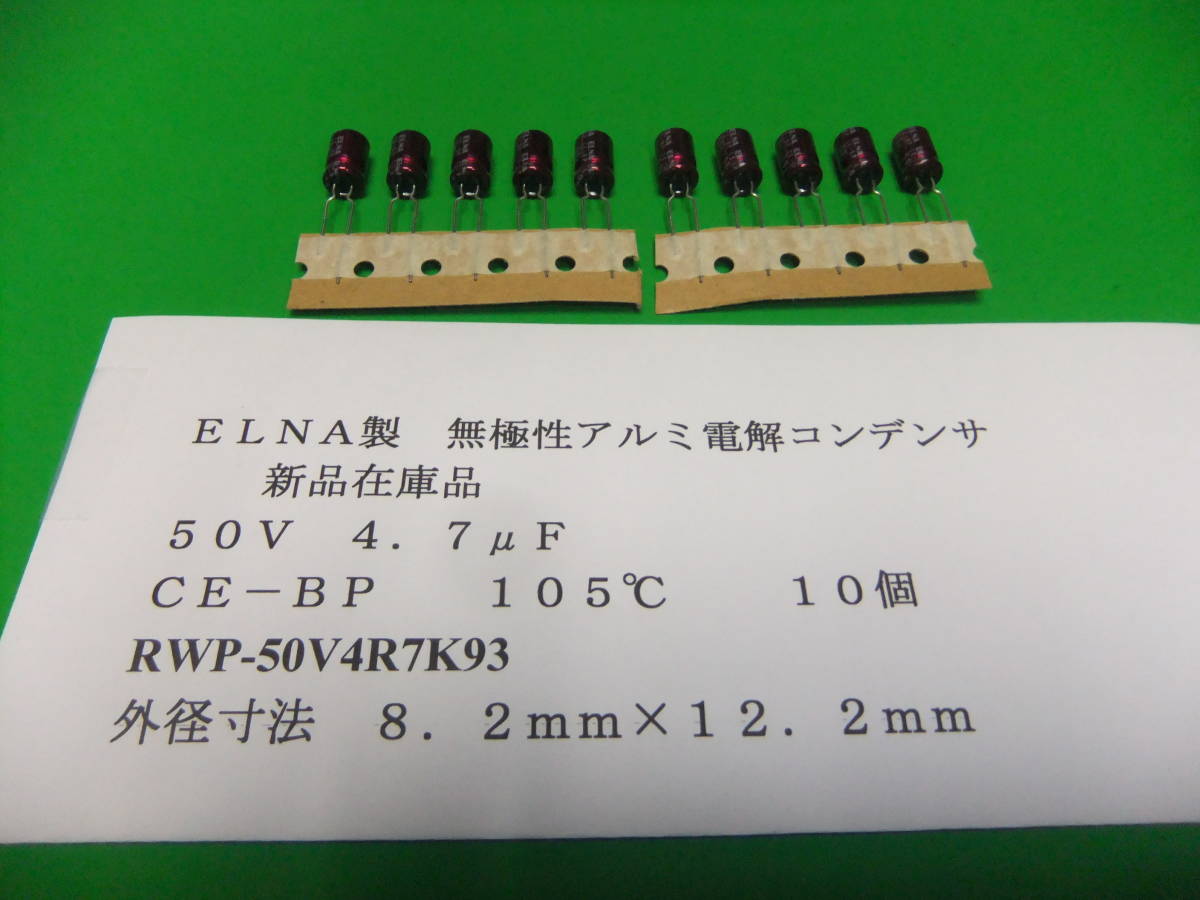 ＥＬＮＡ製　無極性アルミ電解コンデンサ
新品在庫品
５０Ｖ　４．７μＦ
ＣＥ－ＢＰ　　１０５℃　　１０個
RWP-50V4R7K93
外径寸法　８．２ｍｍ×１２．２ｍｍ